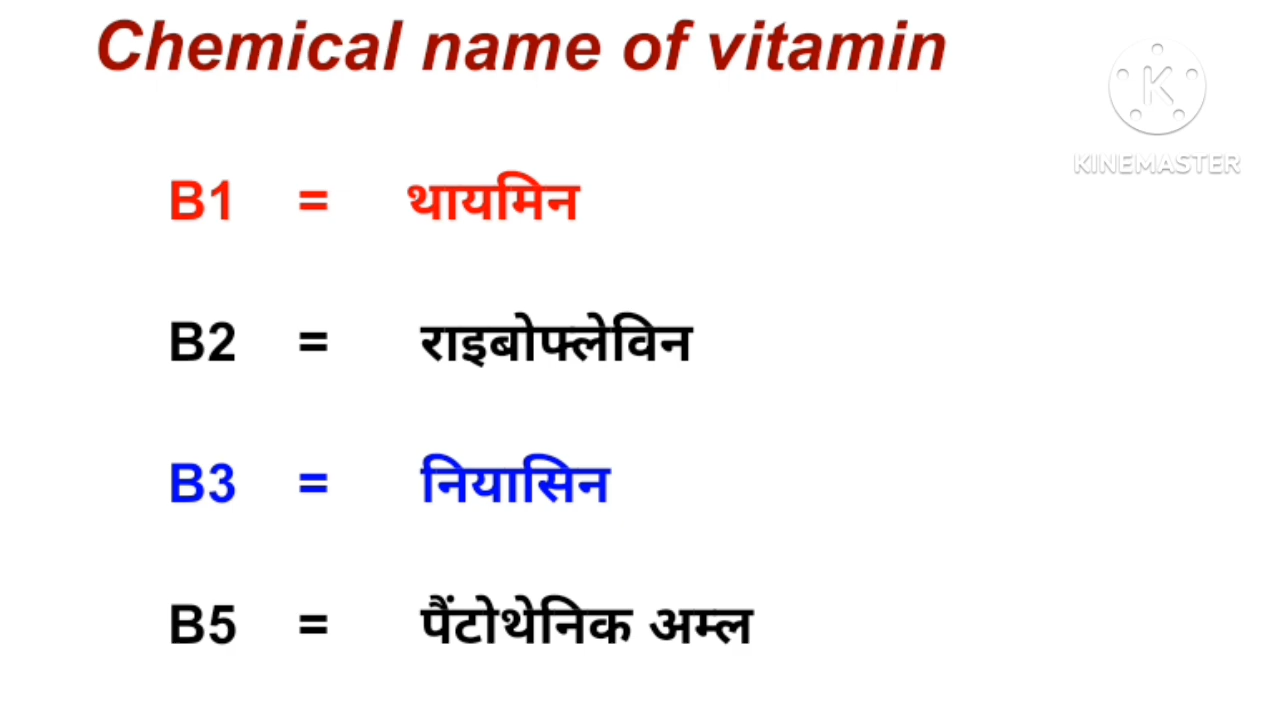 Chemical name of vitamin
K
KINEMASTER
B1 = थायमिन
B2 = राइबोफ्लेविन
B3 = नियासिन
B5 = पैंटोथेनिक अम्ल